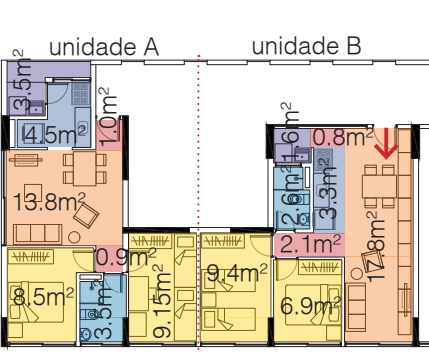 unidade A
unidade B
3.5m²
4.5m²
1.0m²
13.8m²
0.9m²
8.5m²
3.5m²
9.15m²
9.4m²
1.6m²
0.8m²
2.6m²
3.3m²
2.1m²
6.9m²
17.8m²